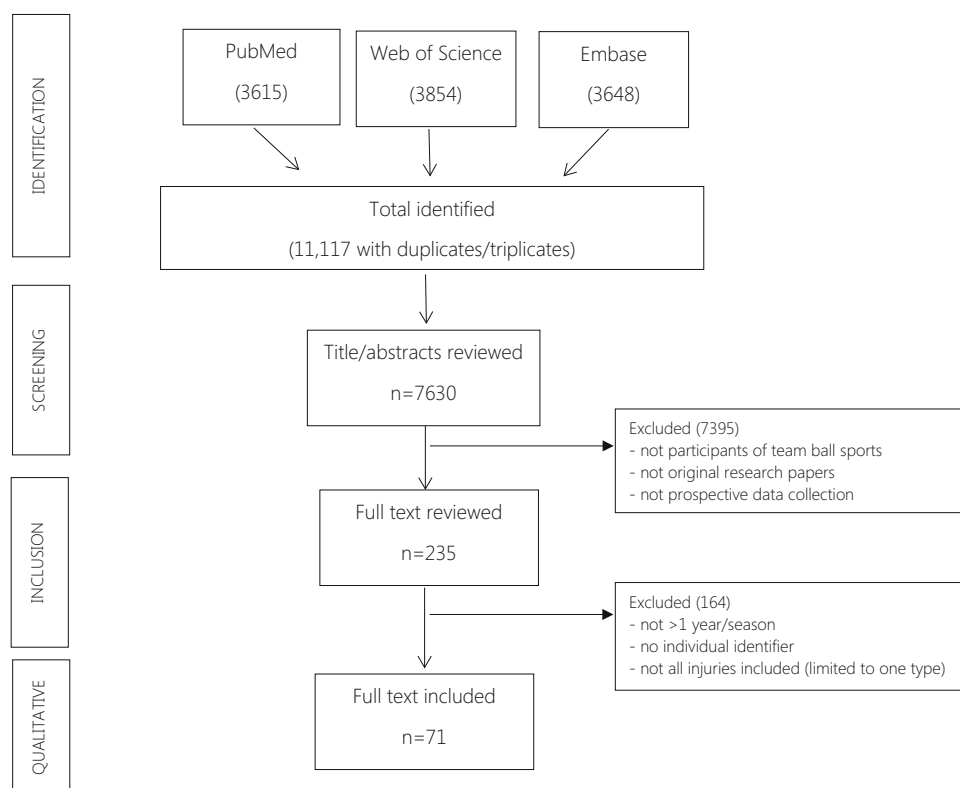 IDENTIFICATION
PubMed
(3615)
Web of Science
(3854)
Embase
(3648)
Total identified
(11,117 with duplicates/triplicates)
SCREENING
Title/abstracts reviewed
n=7630
Excluded (7395)
- not participants of team ball sports
- not original research papers
- not prospective data collection
INCLUSION
Full text reviewed
n=235
Excluded (164)
- not >1 year/season
- no individual identifier
- not all injuries included (limited to one type)
QUALITATIVE
Full text included
n=71